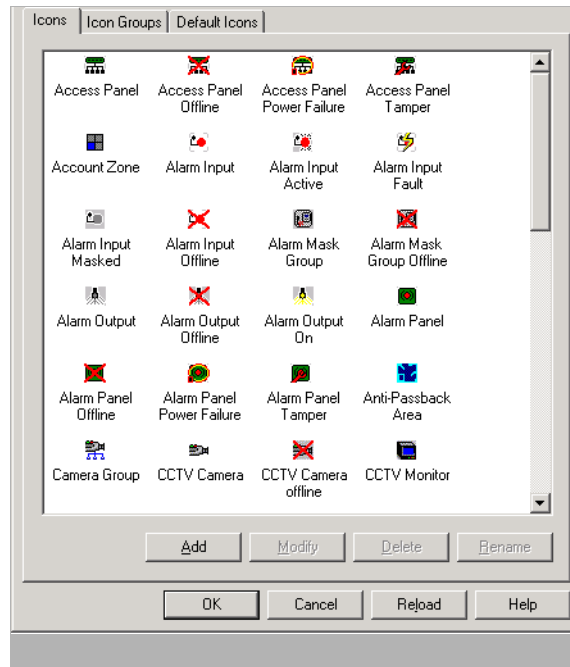 Icons Icon Groups Default Icons
Access Panel Access Panel Access Panel Access Panel
Offline Power Failure Tamper
Account Zone Alarm Input Alarm Input Alarm Input
Active Fault
Alarm Input Alarm Input Alarm Mask Alarm Mask
Masked Offline Group Group Offline
Alarm Output Alarm Output Alarm Output Alarm Panel
Offline On
Alarm Panel Alarm Panel Alarm Panel Anti-Passback
Offline Power Failure Tamper Area
Camera Group CCTV Camera CCTV Camera CCTV Monitor
offline
Add Modify Delete Rename
OK Cancel Reload Help